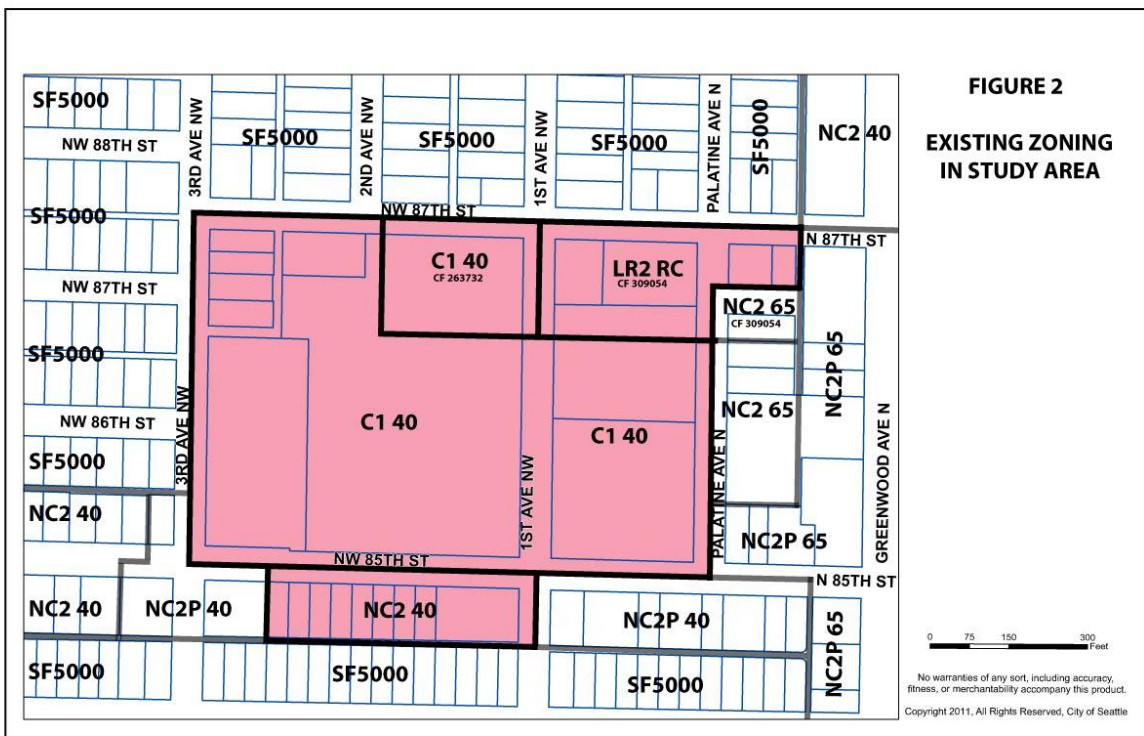 FIGURE 2
EXISTING ZONING
IN STUDY AREA
SF5000
NW 88TH ST
3RD AVE NW
SF5000
2ND AVE NW
SF5000
1ST AVE NW
SF5000
PALATINE AVE N
SF5000
NC2 40
SF5000
NW 87TH ST
N 87TH ST
C1 40
CF 263732
LR2 RC
CF 309054
NW 87TH ST
NC2 65
CF 309054
SF5000
NC2P 65
3RD AVE NW
C1 40
C1 40
NC2 65
NW 86TH ST
GREENWOOD AVE N
SF5000
1ST AVE NW
PALATINE AVE N
NC2 40
NC2P 65
NW 85TH ST
N 85TH ST
NC2 40
NC2P 40
NC2 40
NC2P 40
NC2P 65
SF5000
SF5000
SF5000
0 75 150 300
Feet
No warranties of any sort, including accuracy,
fitness, or merchantability accompany this product.
Copyright 2011, All Rights Reserved, City of Seattle